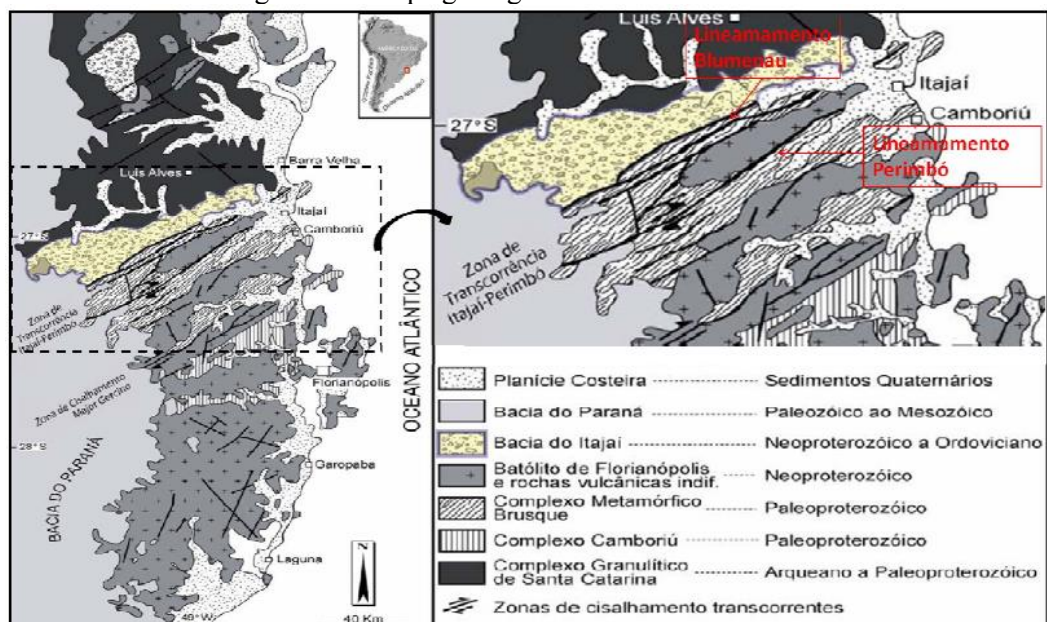 Luis Alves
Lineamamento
Blumenau
Itajaí
Camboriú
27°S
Lineamamento
Perimbó
Zona de
Transcorrência
Itajaí-Perimbó
Barra Velha
Luis Alves
Itajaí
Camboriú
27°S
Zona de
Transcorrência
Itajaí-Perimbó
Zona de Cisalhamento
Major Gercino
Florianópolis
28°S
Garopaba
BACIA DO PARANÁ
Laguna
N
49°W
40 Km
OCEANO ATLÂNTICO
Planície Costeira
Sedimentos Quaternários
Bacia do Paraná
Paleozóico ao Mesozóico
Bacia do Itajaí
Neoproterozóico a Ordoviciano
Batólito de Florianópolis
e rochas vulcânicas indif.
Neoproterozóico
Complexo Metamórfico
Brusque
Paleoproterozóico
Complexo Camboriú
Paleoproterozóico
Complexo Granulítico
de Santa Catarina
Arqueano a Paleoproterozóico
Zonas de cisalhamento transcorrentes